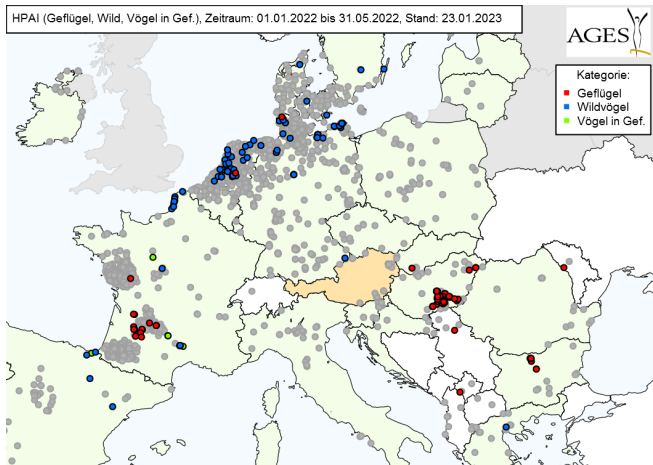 HPAI (Geflügel, Wild, Vögel in Gef.), Zeitraum: 01.01.2022 bis 31.05.2022, Stand: 23.01.2023
AGES
Kategorie:
Geflügel
Wildvögel
Vögel in Gef.